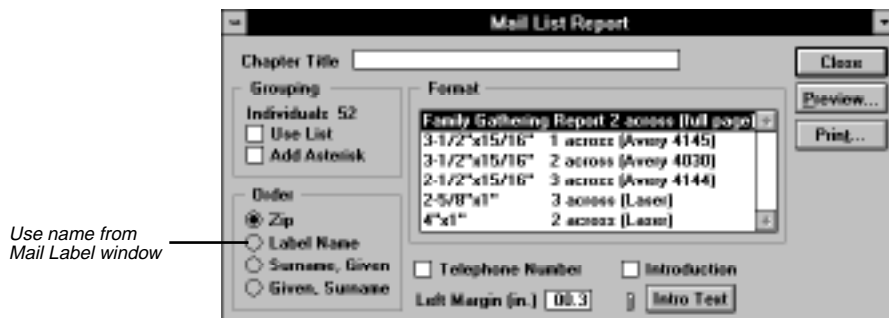 Mail List Report
Chapter Title
Close
Preview...
Print...
Grouping
Individuals 52
Use List
Add Asterisk
Format
Family Gathering Report 2 across (full page)
3-1/2"x15/16" 1 across (Avery 4145)
3-1/2"x15/16" 2 across (Avery 4030)
2-1/2"x15/16" 3 across (Avery 4144)
2-5/8"x1" 3 across (Laser)
4"x1" 2 across (Laser)
Order
Zip
Label Name
Surname, Given
Given, Surname
Use name from
Mail Label window
Telephone Number
Introduction
Left Margin (in.) 00.3
Intro Text